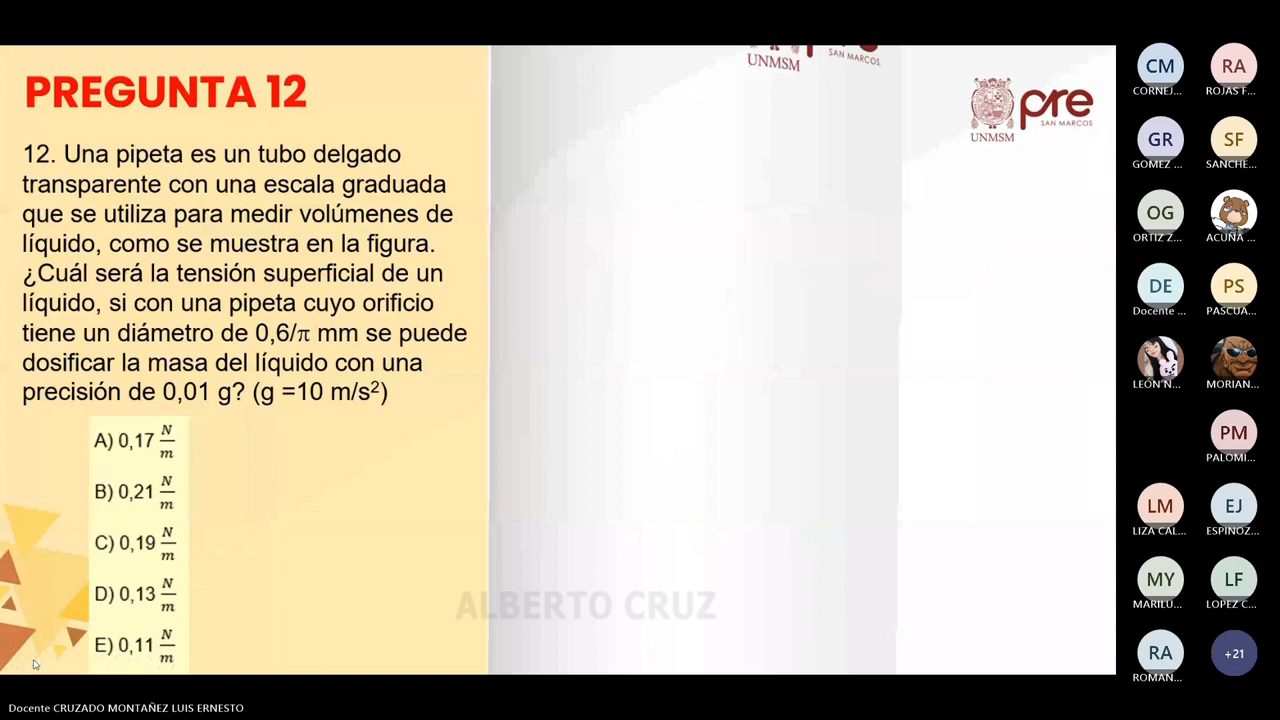 PREGUNTA 12
12. Una pipeta es un tubo delgado
transparente con una escala graduada
que se utiliza para medir volúmenes de
líquido, como se muestra en la figura.
¿Cuál será la tensión superficial de un
líquido, si con una pipeta cuyo orificio
tiene un diámetro de 0,6/π mm se puede
dosificar la masa del líquido con una
precisión de 0,01 g? (g =10 m/s²)
A) 0,17 N/m
B) 0,21 N/m
C) 0,19 N/m
D) 0,13 N/m
E) 0,11 N/m
UNMSM
SAN MARCOS
UNMSM
pre
SAN MARCOS
ALBERTO CRUZ
CM
CORNEJ...
RA
ROJAS F...
GR
GOMEZ ...
SF
SANCHE...
OG
ORTIZ Z...
ACUÑA ...
DE
Docente ...
PS
PASCUA...
LEÓN N...
MORIAN...
PM
PALOMI...
LM
LIZA CAL...
EJ
ESPINOZ...
MY
MARILU...
LF
LOPEZ C...
RA
ROMAN...
+21
Docente CRUZADO MONTAÑEZ LUIS ERNESTO